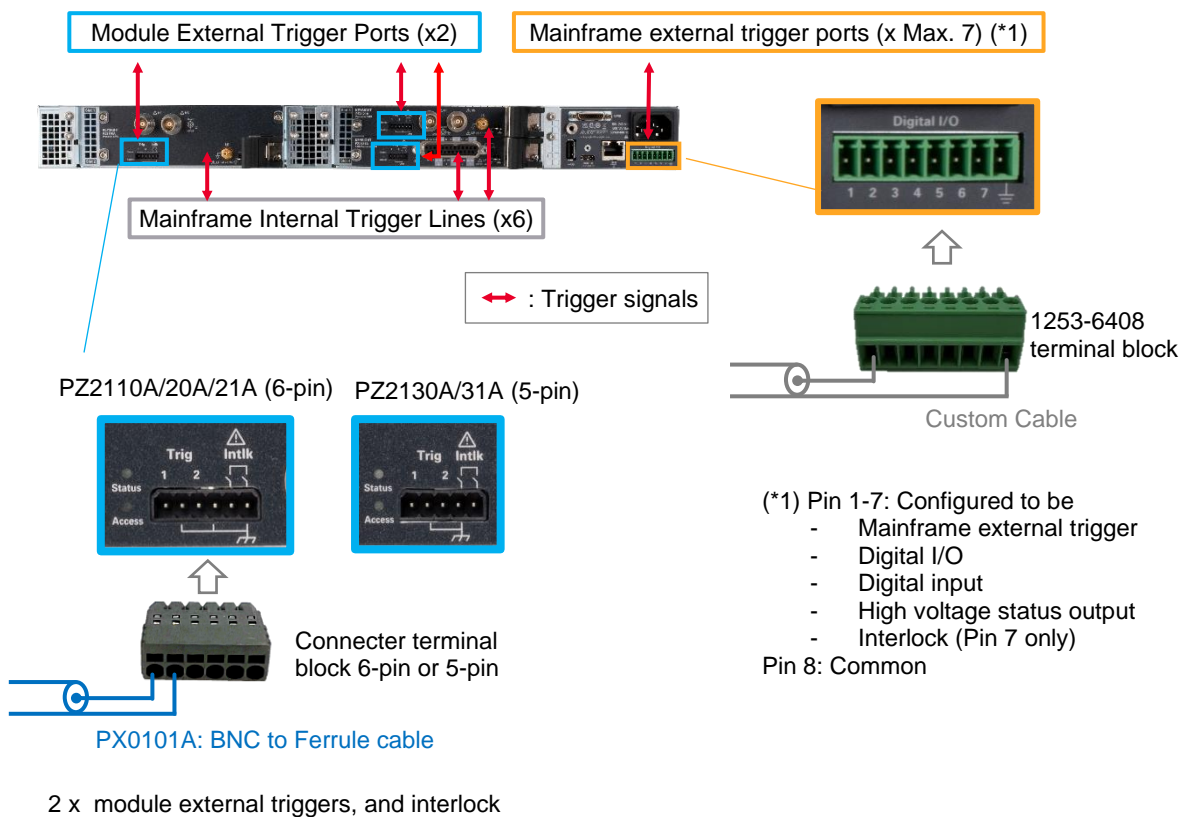 Module External Trigger Ports (x2)
Mainframe external trigger ports (x Max. 7) (*1)
Digital I/O
1 2 3 4 5 6 7
Mainframe Internal Trigger Lines (x6)
: Trigger signals
1253-6408
terminal block
Custom Cable
PZ2110A/20A/21A (6-pin)
PZ2130A/31A (5-pin)
Trig Intlk
1 2
Status
Access
Trig Intlk
1 2
Status
Access
Connecter terminal
block 6-pin or 5-pin
PX0101A: BNC to Ferrule cable
(*1) Pin 1-7: Configured to be
- Mainframe external trigger
- Digital I/O
- Digital input
- High voltage status output
- Interlock (Pin 7 only)
Pin 8: Common
2 x module external triggers, and interlock